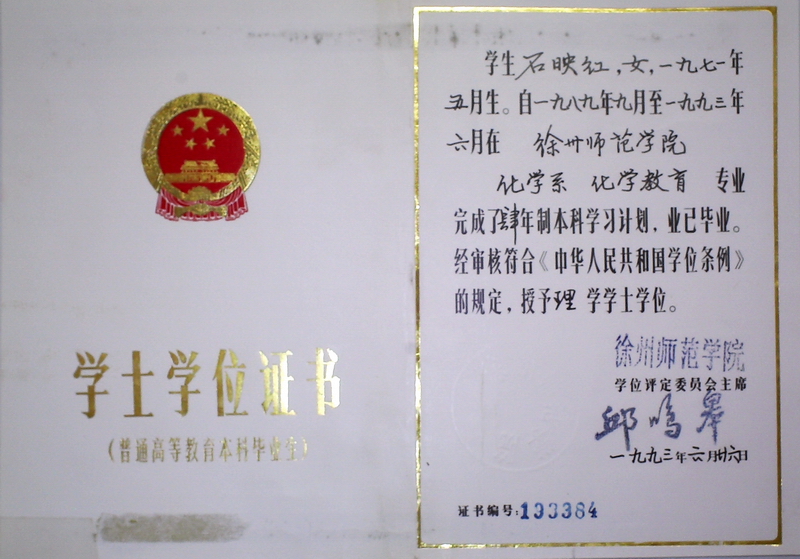 学士学位证书
(普通高等教育本科毕业生)
学生石映红,女,一九七一年
五月生。自一九八九年九月至一九九三年
六月在 徐州师范学院
化学系 化学教育 专业
完成了肆年制本科学习计划,业已毕业。
经审核符合《中华人民共和国学位条例》
的规定,授予理学学士学位。
徐州师范学院
学位评定委员会主席
邱鸣皋
一九九三年六月廿六日
证书编号:133384